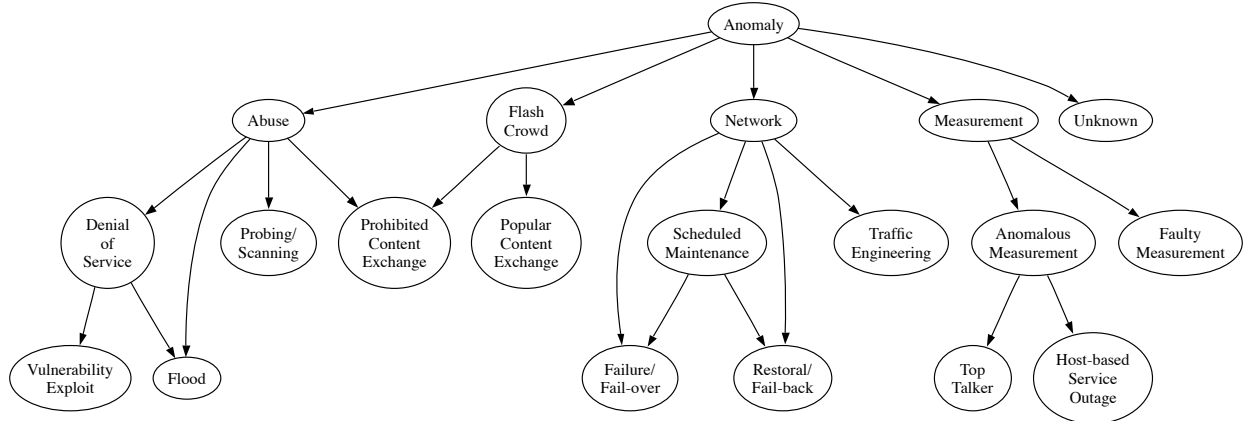 Anomaly
Abuse
Flash
Crowd
Network
Measurement
Unknown
Denial
of
Service
Probing/
Scanning
Prohibited
Content
Exchange
Popular
Content
Exchange
Scheduled
Maintenance
Traffic
Engineering
Anomalous
Measurement
Faulty
Measurement
Vulnerability
Exploit
Flood
Failure/
Fail-over
Restoral/
Fail-back
Top
Talker
Host-based
Service
Outage